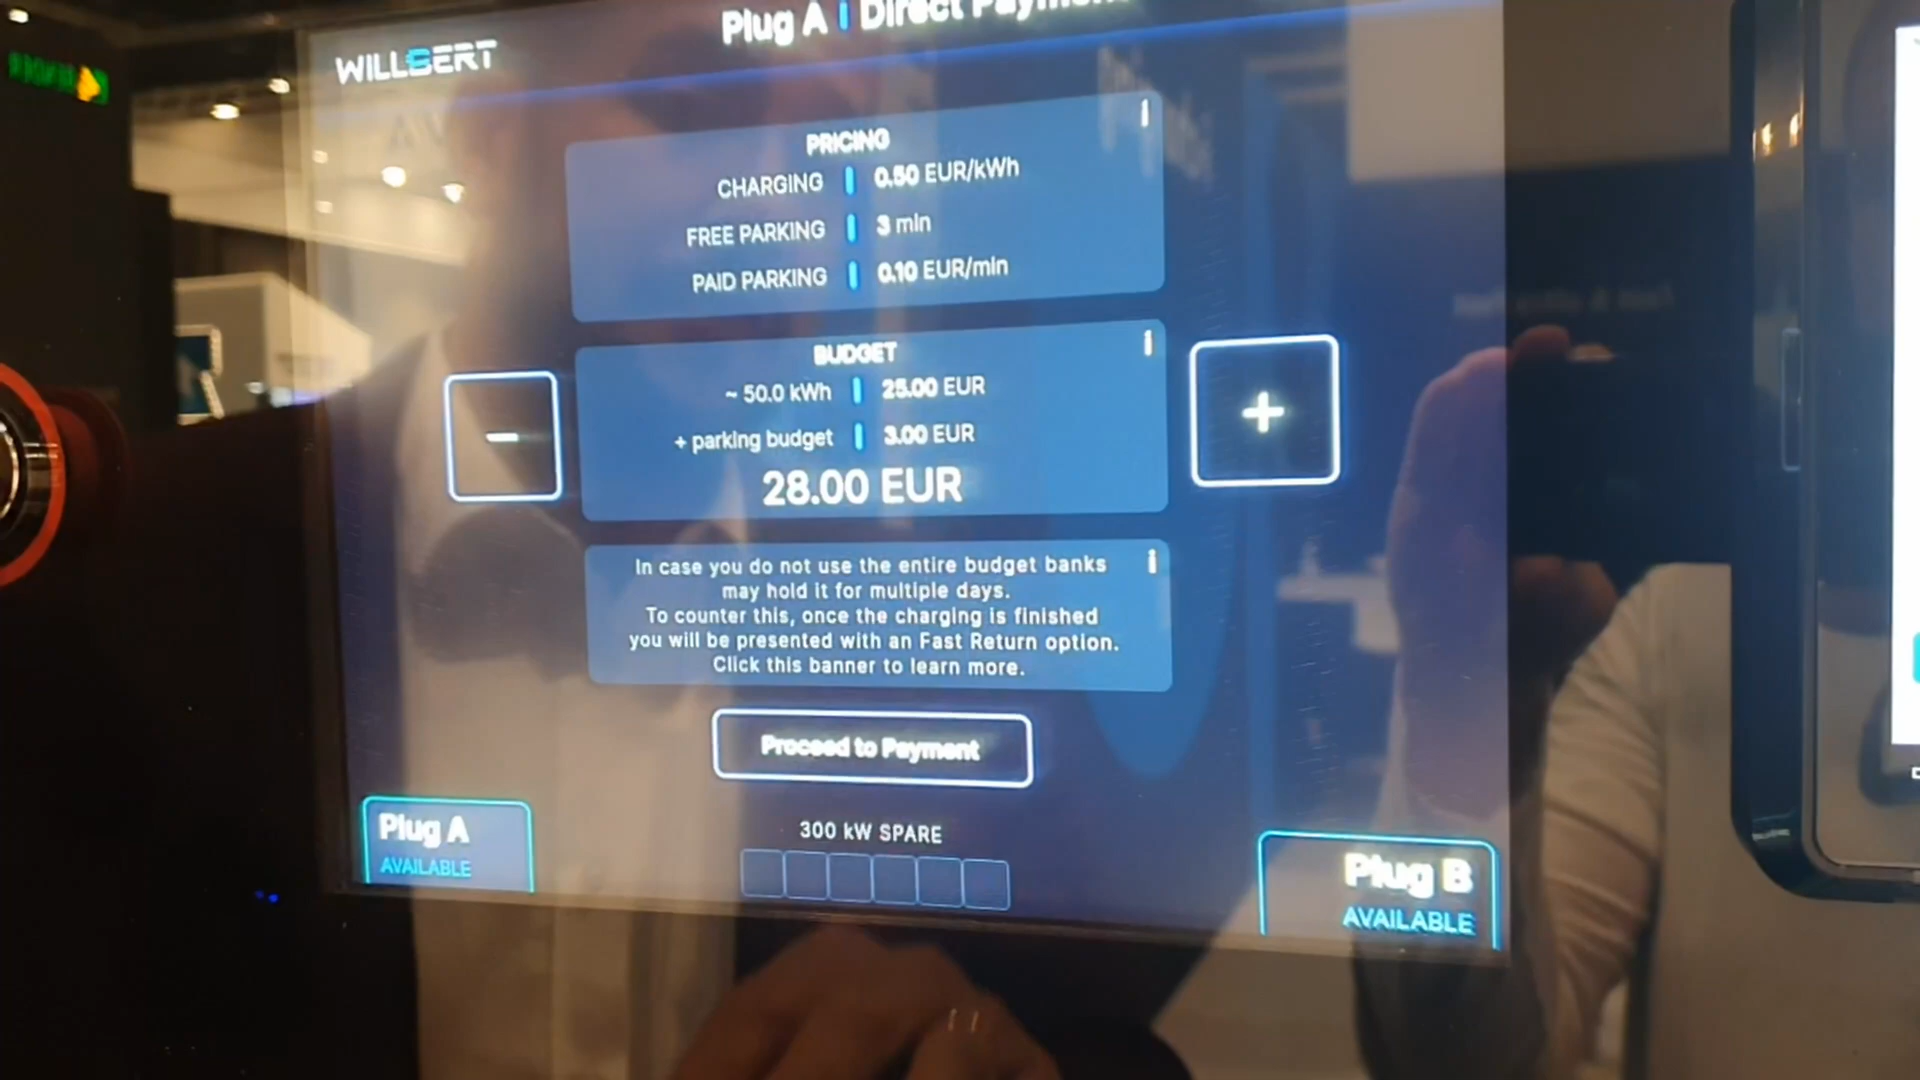 WILLBERT
Plug A | Direct Payment
PRICING
CHARGING | 0.50 EUR/kWh
FREE PARKING | 3 min
PAID PARKING | 0.10 EUR/min
BUDGET
~ 50.0 kWh | 25.00 EUR
+ parking budget | 3.00 EUR
28.00 EUR
−
+
In case you do not use the entire budget banks
may hold it for multiple days.
To counter this, once the charging is finished
you will be presented with an Fast Return option.
Click this banner to learn more.
Proceed to Payment
300 kW SPARE
Plug A
AVAILABLE
Plug B
AVAILABLE